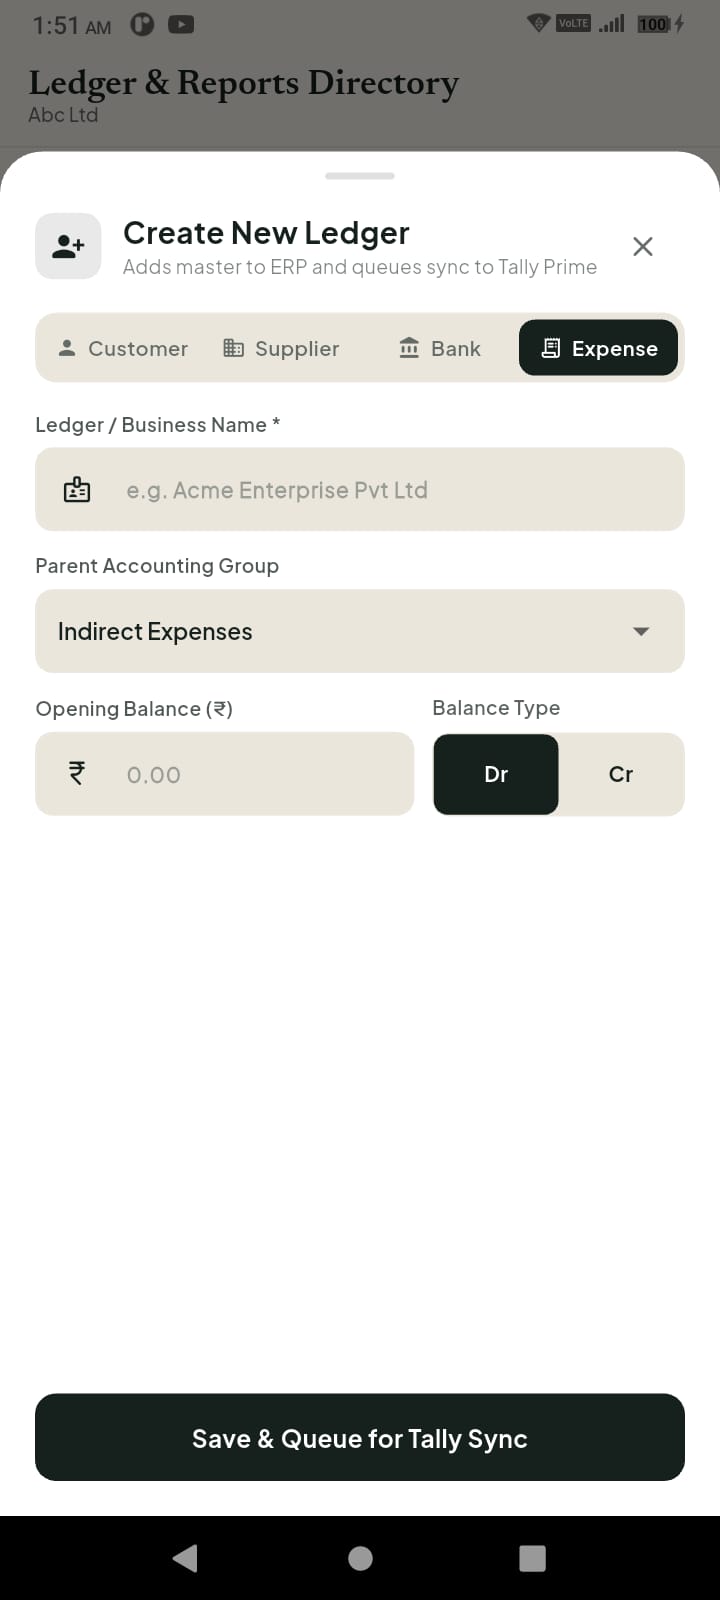 1:51 AM
VoLTE
100
Ledger & Reports Directory
Abc Ltd
Create New Ledger
Adds master to ERP and queues sync to Tally Prime
Customer Supplier Bank Expense
Ledger / Business Name *
e.g. Acme Enterprise Pvt Ltd
Parent Accounting Group
Indirect Expenses
Opening Balance (₹) Balance Type
₹ 0.00 Dr Cr
Save & Queue for Tally Sync